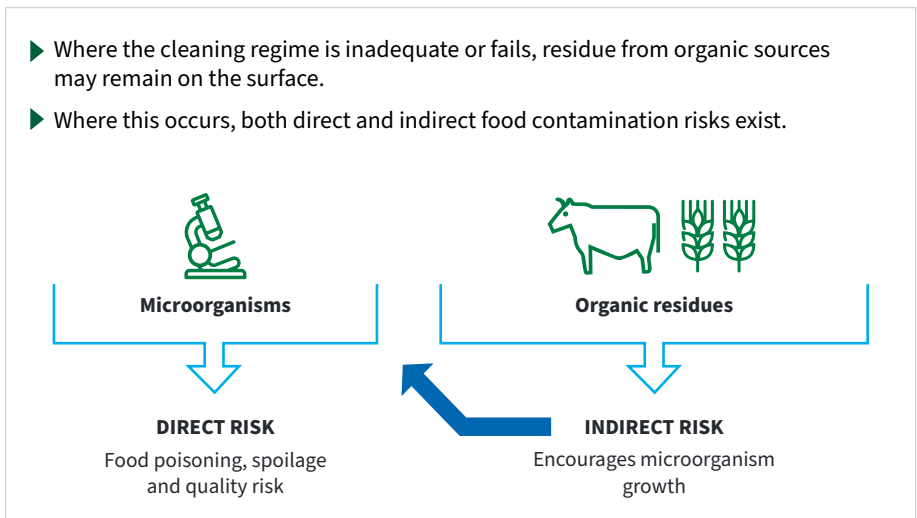 Where the cleaning regime is inadequate or fails, residue from organic sources
may remain on the surface.
Where this occurs, both direct and indirect food contamination risks exist.
Microorganisms
Organic residues
DIRECT RISK
Food poisoning, spoilage
and quality risk
INDIRECT RISK
Encourages microorganism
growth